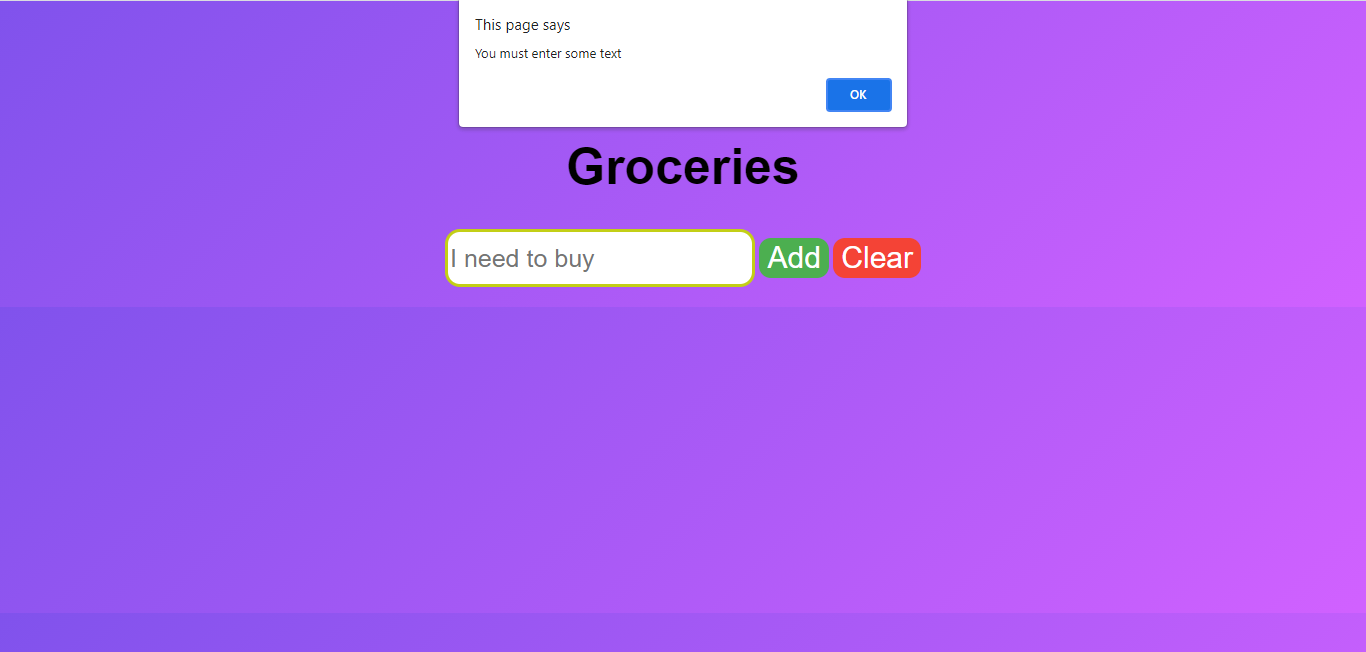 This page says
You must enter some text
OK
Groceries
I need to buy Add Clear